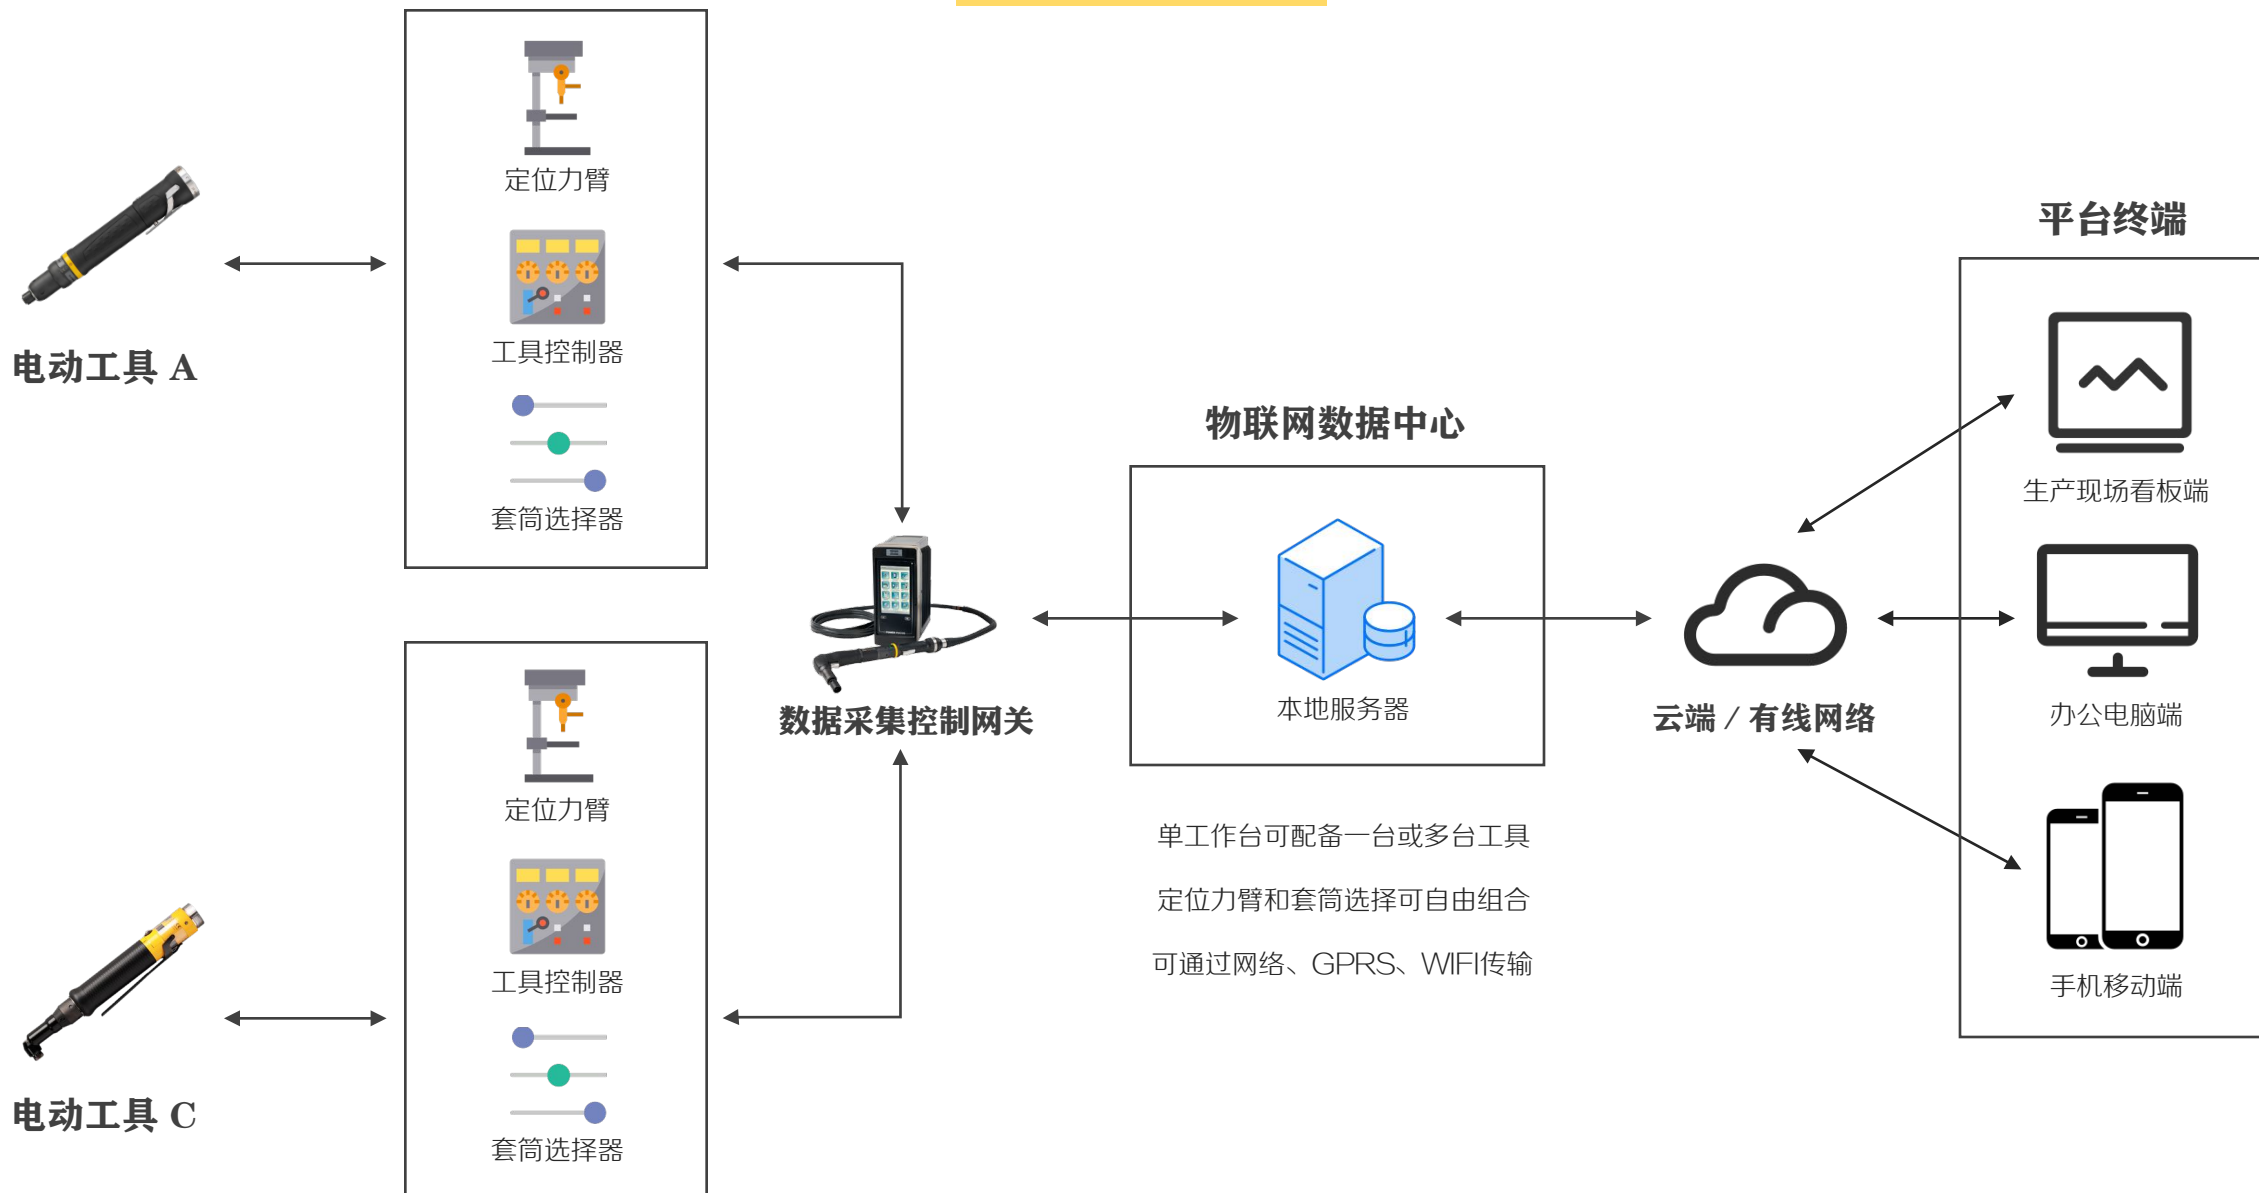 定位力臂
工具控制器
套筒选择器
电动工具 A
定位力臂
工具控制器
套筒选择器
电动工具 C
数据采集控制网关
物联网数据中心
本地服务器
单工作台可配备一台或多台工具
定位力臂和套筒选择可自由组合
可通过网络、GPRS、WIFI传输
云端 / 有线网络
平台终端
生产现场看板端
办公电脑端
手机移动端